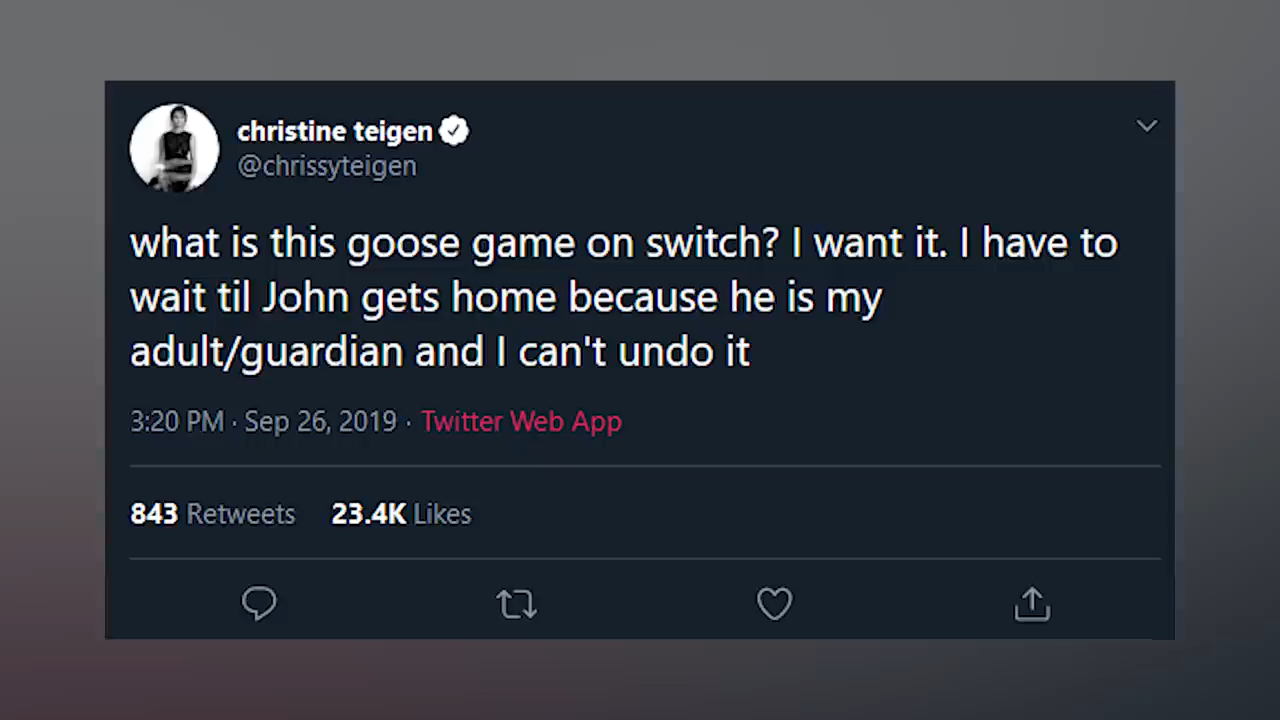 christine teigen
@chrissyteigen
what is this goose game on switch? I want it. I have to
wait til John gets home because he is my
adult/guardian and I can't undo it
3:20 PM · Sep 26, 2019 · Twitter Web App
843 Retweets 23.4K Likes